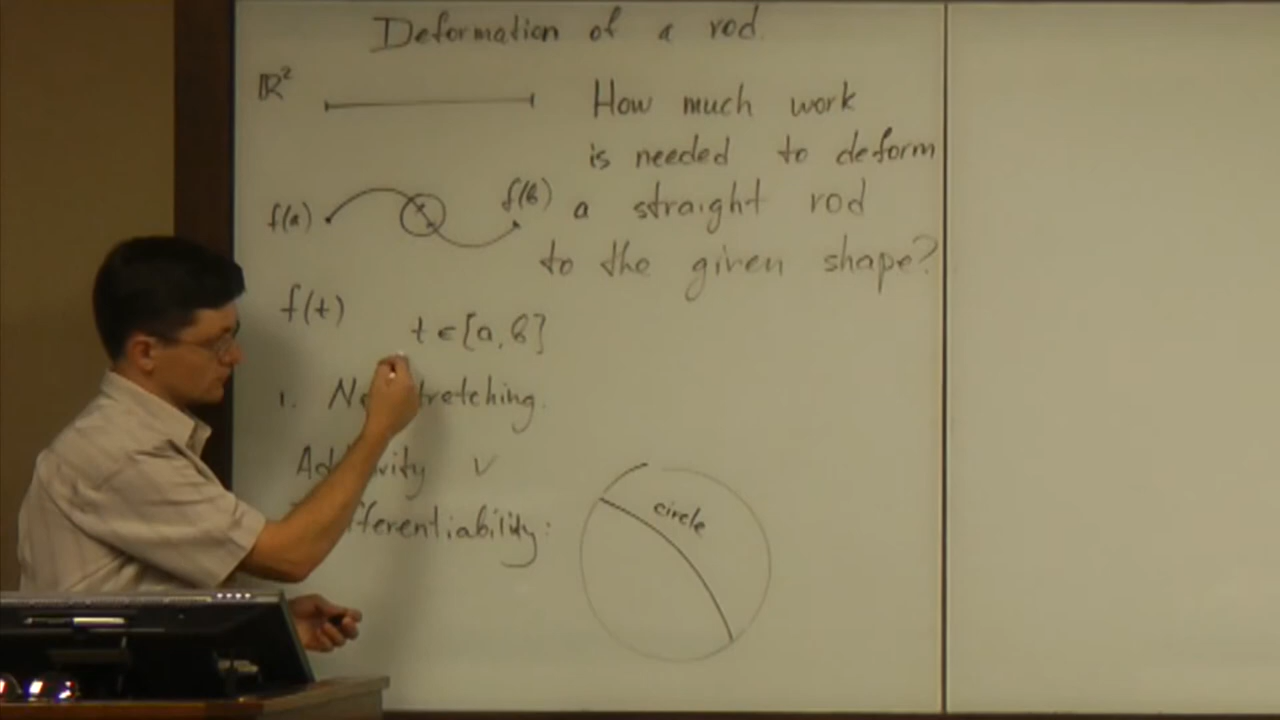 Deformation of a rod
ℝ²
How much work
is needed to deform
f(a)
f(b)
a straight rod
to the given shape?
f(t)
t ∈ [a, b]
1.
circle